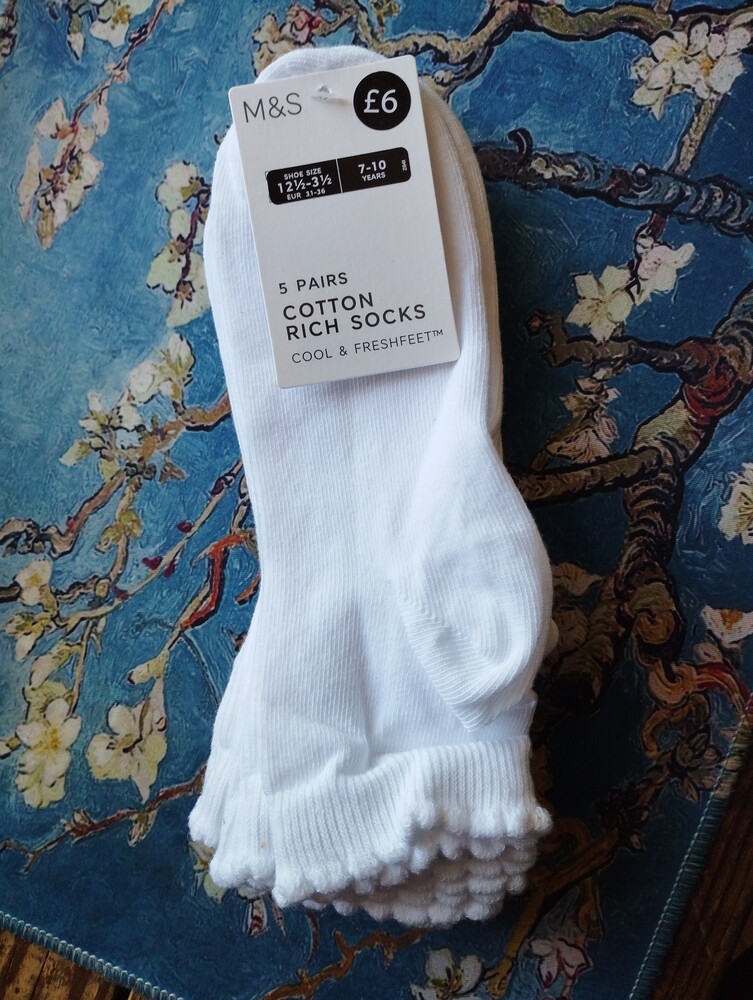 M&S
£6
SHOE SIZE
12½-3½
EUR 31-36
7-10
YEARS
5 PAIRS
COTTON
RICH SOCKS
COOL & FRESHFEET™